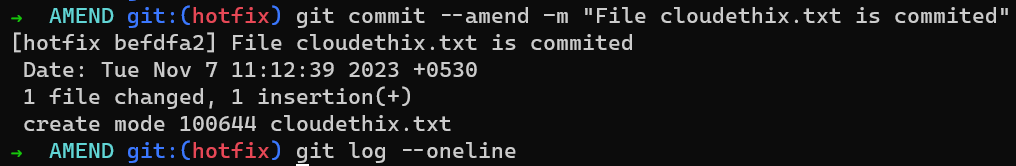 → AMEND git:(hotfix) git commit --amend -m "File cloudethix.txt is commited"
[hotfix befdfa2] File cloudethix.txt is commited
Date: Tue Nov 7 11:12:39 2023 +0530
1 file changed, 1 insertion(+)
create mode 100644 cloudethix.txt
→ AMEND git:(hotfix) git log --oneline